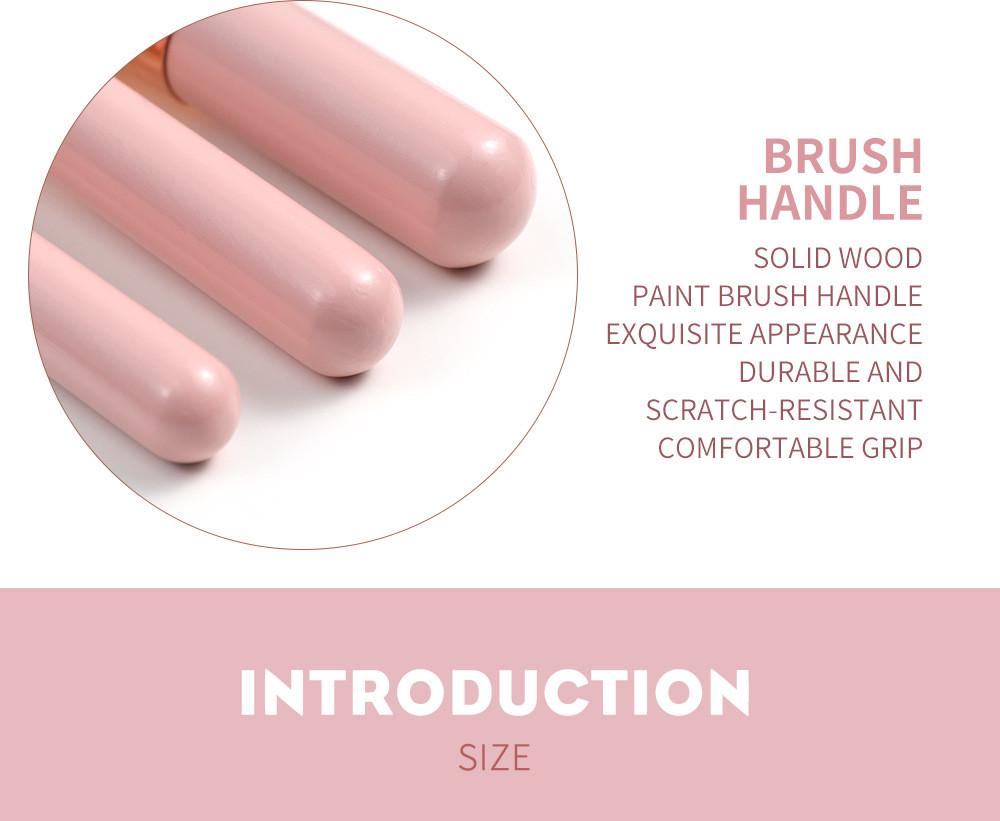 BRUSH
HANDLE
SOLID WOOD
PAINT BRUSH HANDLE
EXQUISITE APPEARANCE
DURABLE AND
SCRATCH-RESISTANT
COMFORTABLE GRIP
INTRODUCTION
SIZE